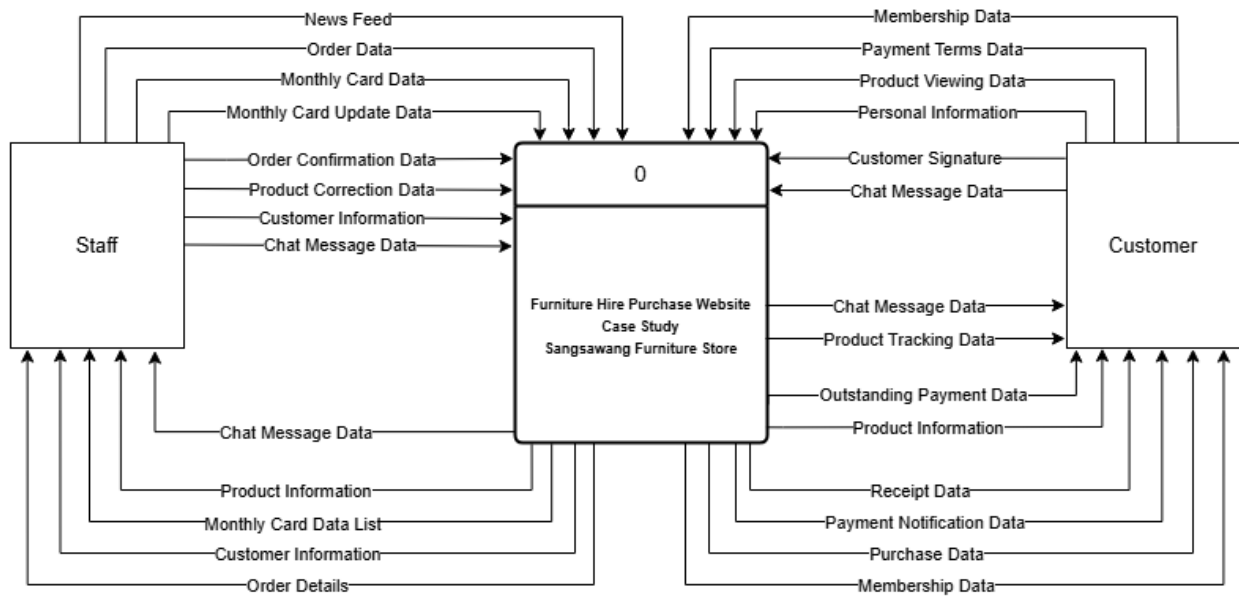 News Feed
Membership Data
Order Data
Payment Terms Data
Monthly Card Data
Product Viewing Data
Monthly Card Update Data
Personal Information
Order Confirmation Data
Customer Signature
0
Product Correction Data
Chat Message Data
Customer Information
Staff
Chat Message Data
Customer
Furniture Hire Purchase Website
Case Study
Sangsawang Furniture Store
Chat Message Data
Product Tracking Data
Outstanding Payment Data
Chat Message Data
Product Information
Product Information
Receipt Data
Monthly Card Data List
Payment Notification Data
Customer Information
Purchase Data
Order Details
Membership Data